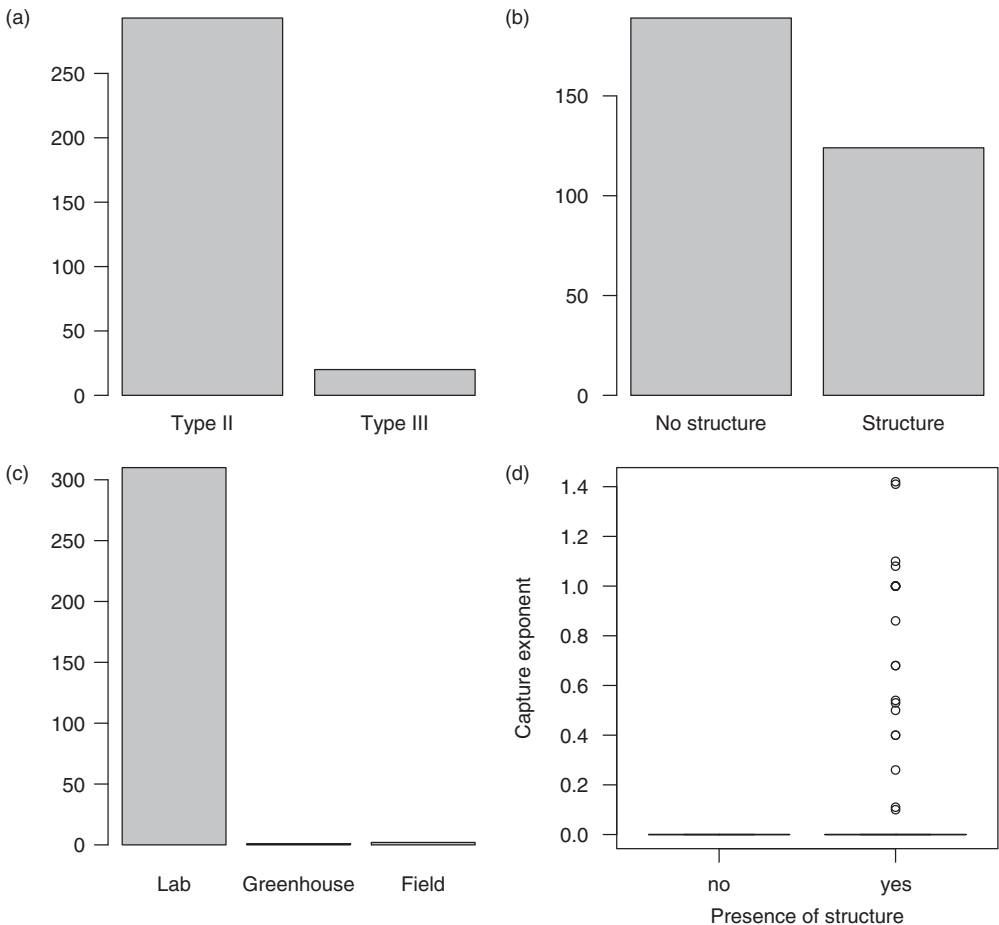 (a)
250
200
150
100
50
0
Type II Type III
(b)
150
100
50
0
No structure Structure
(c)
300
250
200
150
100
50
0
Lab Greenhouse Field
(d)
Capture exponent
1.4
1.2
1.0
0.8
0.6
0.4
0.2
0.0
no yes
Presence of structure